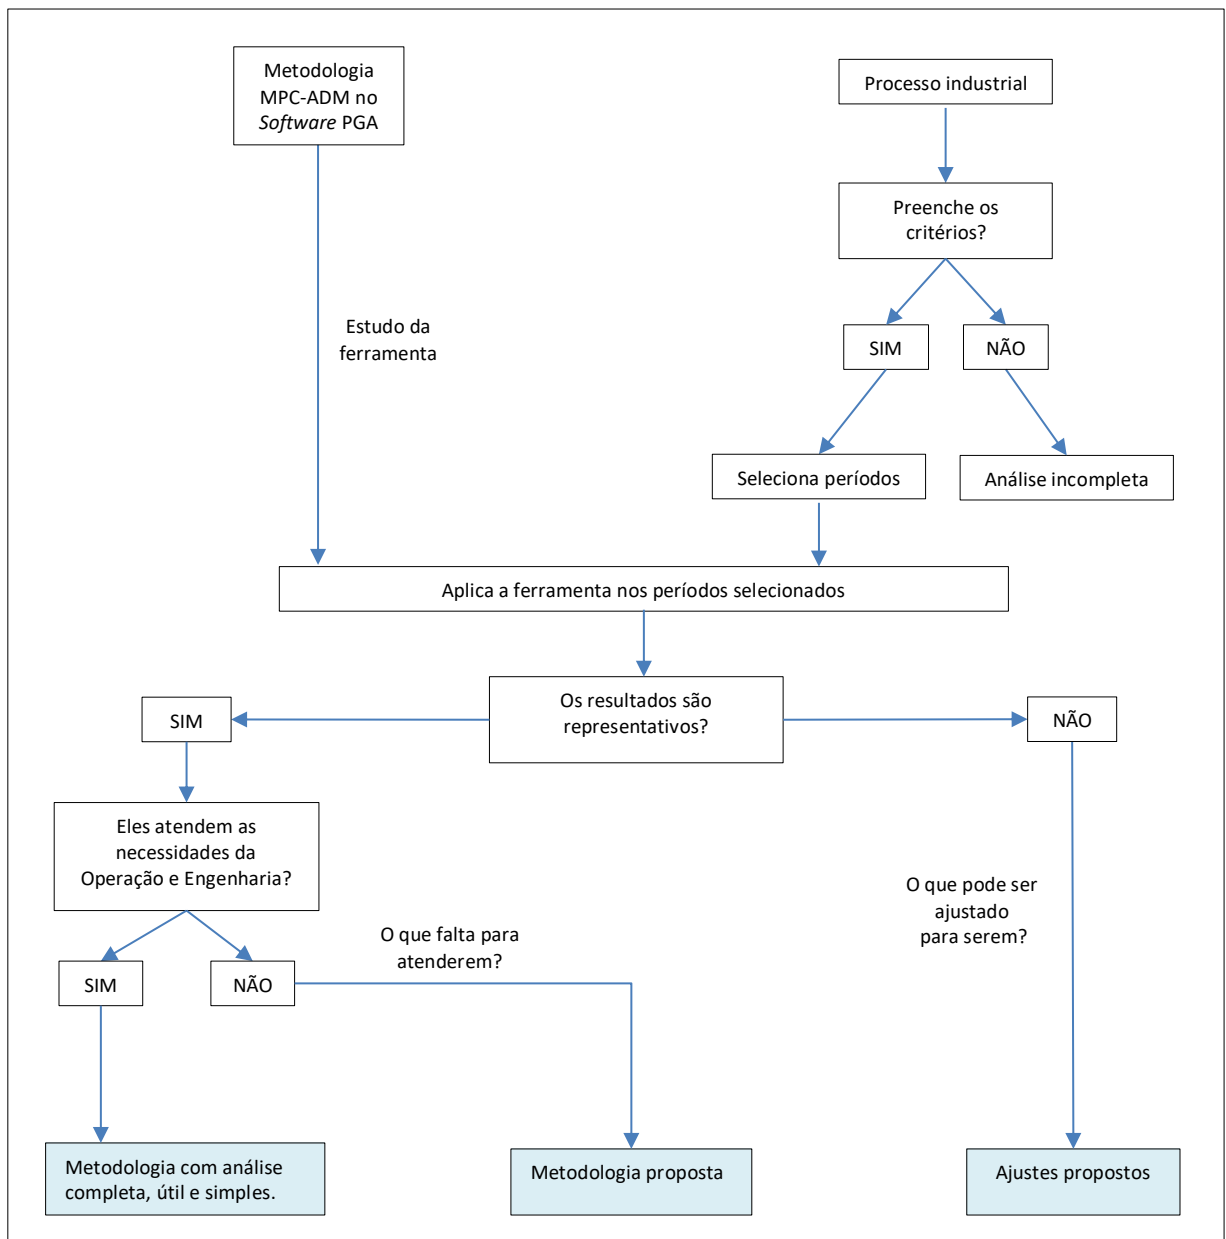 Metodologia
MPC-ADM no
Software PGA
Processo industrial
Preenche os
critérios?
Estudo da
ferramenta
SIM
NÃO
Seleciona períodos
Análise incompleta
Aplica a ferramenta nos períodos selecionados
Os resultados são
representativos?
SIM
NÃO
Eles atendem as
necessidades da
Operação e Engenharia?
O que pode ser
ajustado
para serem?
O que falta para
atenderem?
SIM
NÃO
Metodologia com análise
completa, útil e simples.
Metodologia proposta
Ajustes propostos